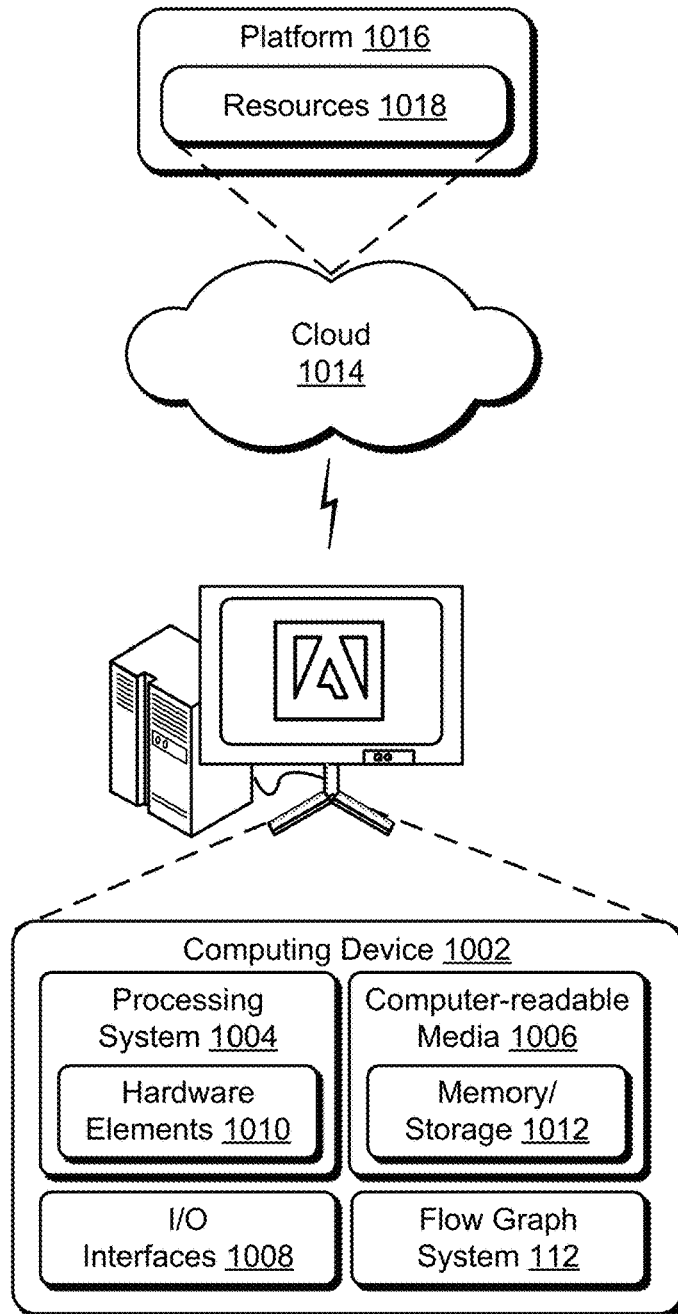 Platform 1016
Resources 1018
Cloud
1014
Computing Device 1002
Processing
System 1004
Hardware
Elements 1010
Computer-readable
Media 1006
Memory/
Storage 1012
I/O
Interfaces 1008
Flow Graph
System 112